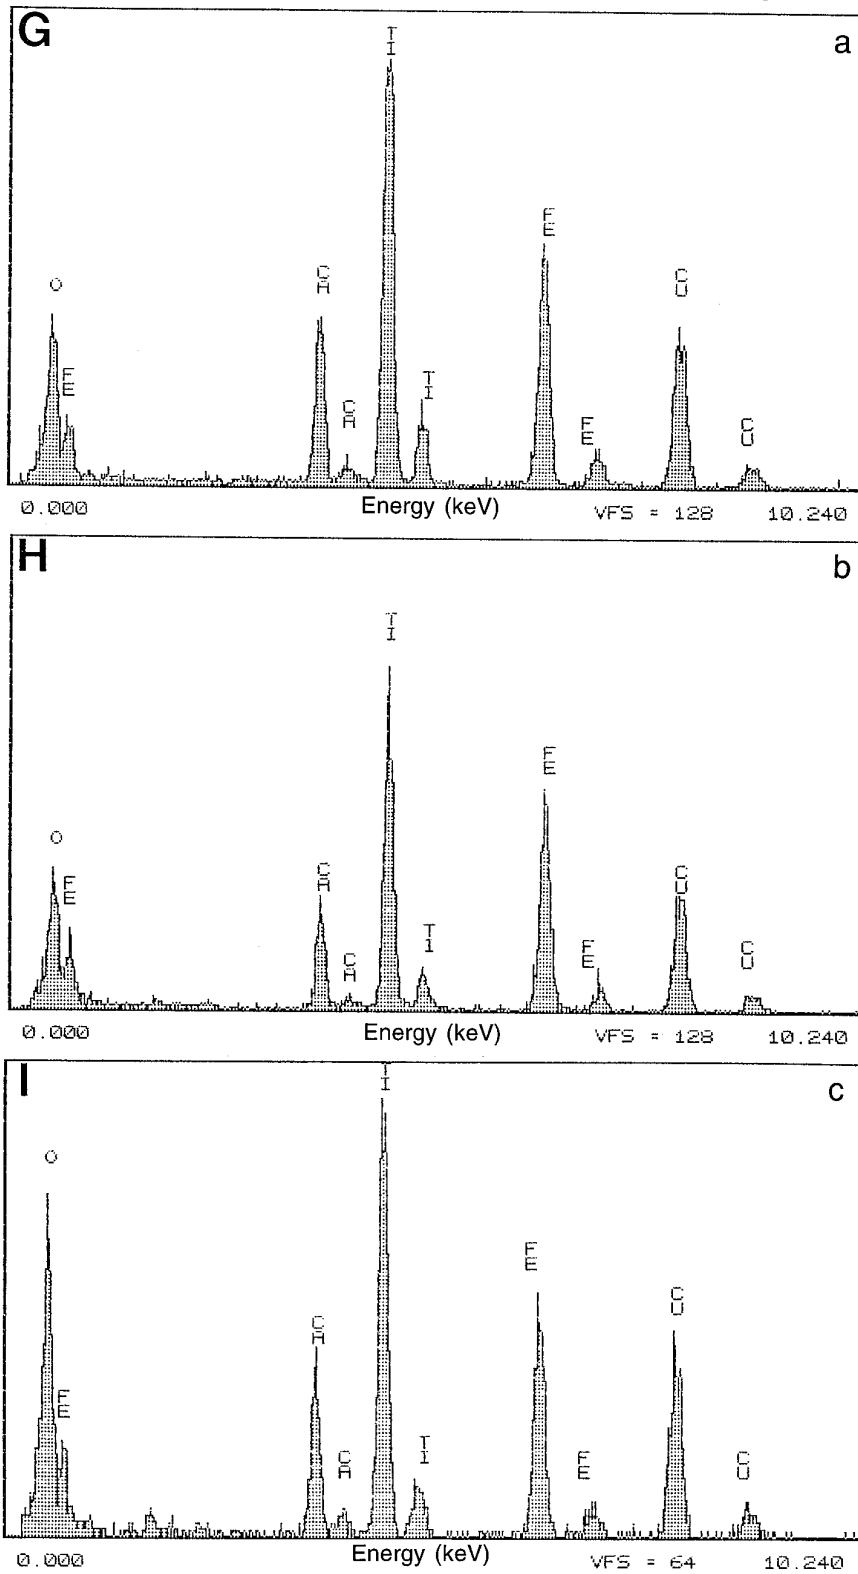 G a
TI
FE
CA
CU
O
FE
TI
CA
FE
CU
0.000 Energy (keV) VFS = 128 10.240
H b
TI
FE
O
CA
CU
FE
TI
FE
CU
CA
0.000 Energy (keV) VFS = 128 10.240
I c
TI
O
FE
CU
CA
FE
TI
CA
FE
CU
0.000 Energy (keV) VFS = 64 10.240